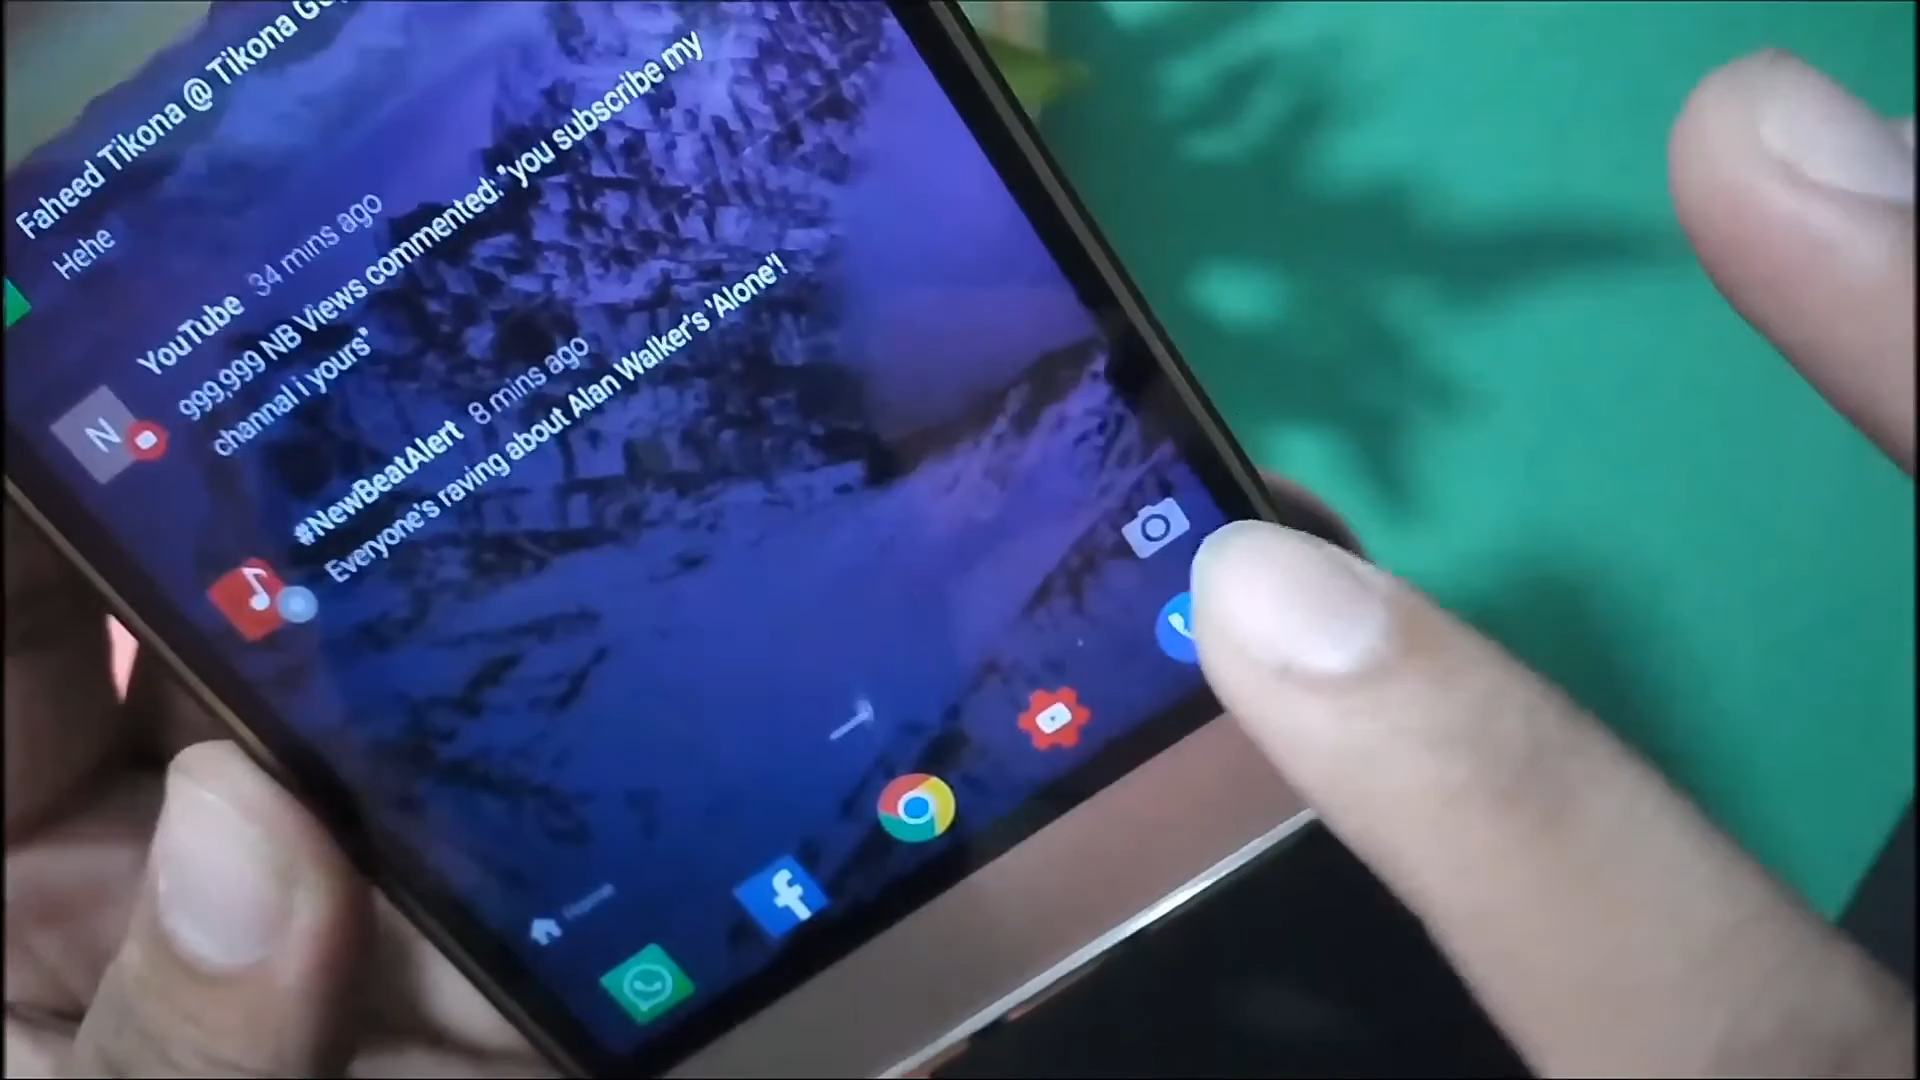 Faheed Tikona @ Tikona
Hehe
YouTube 34 mins ago
999,999 NB Views commented: "you subscribe my
channal i yours"
N
#NewBeatAlert 8 mins ago
Everyone's raving about Alan Walker's 'Alone'!
Home